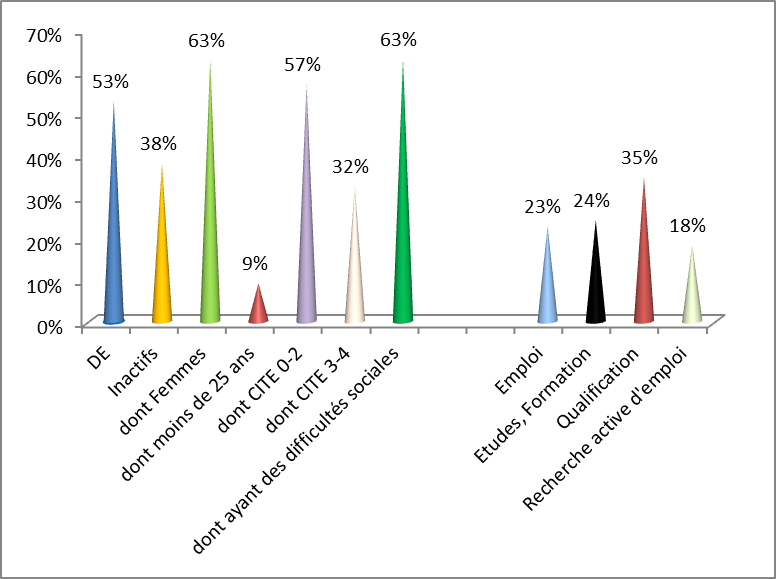 70%
60%
50%
40%
30%
20%
10%
0%
53%
38%
63%
9%
57%
32%
63%
23%
24%
35%
18%
DE
Inactifs
dont Femmes
dont moins de 25 ans
dont CITE 0-2
dont CITE 3-4
dont ayant des difficultés sociales
Emploi
Etudes, Formation
Qualification
Recherche active d'emploi